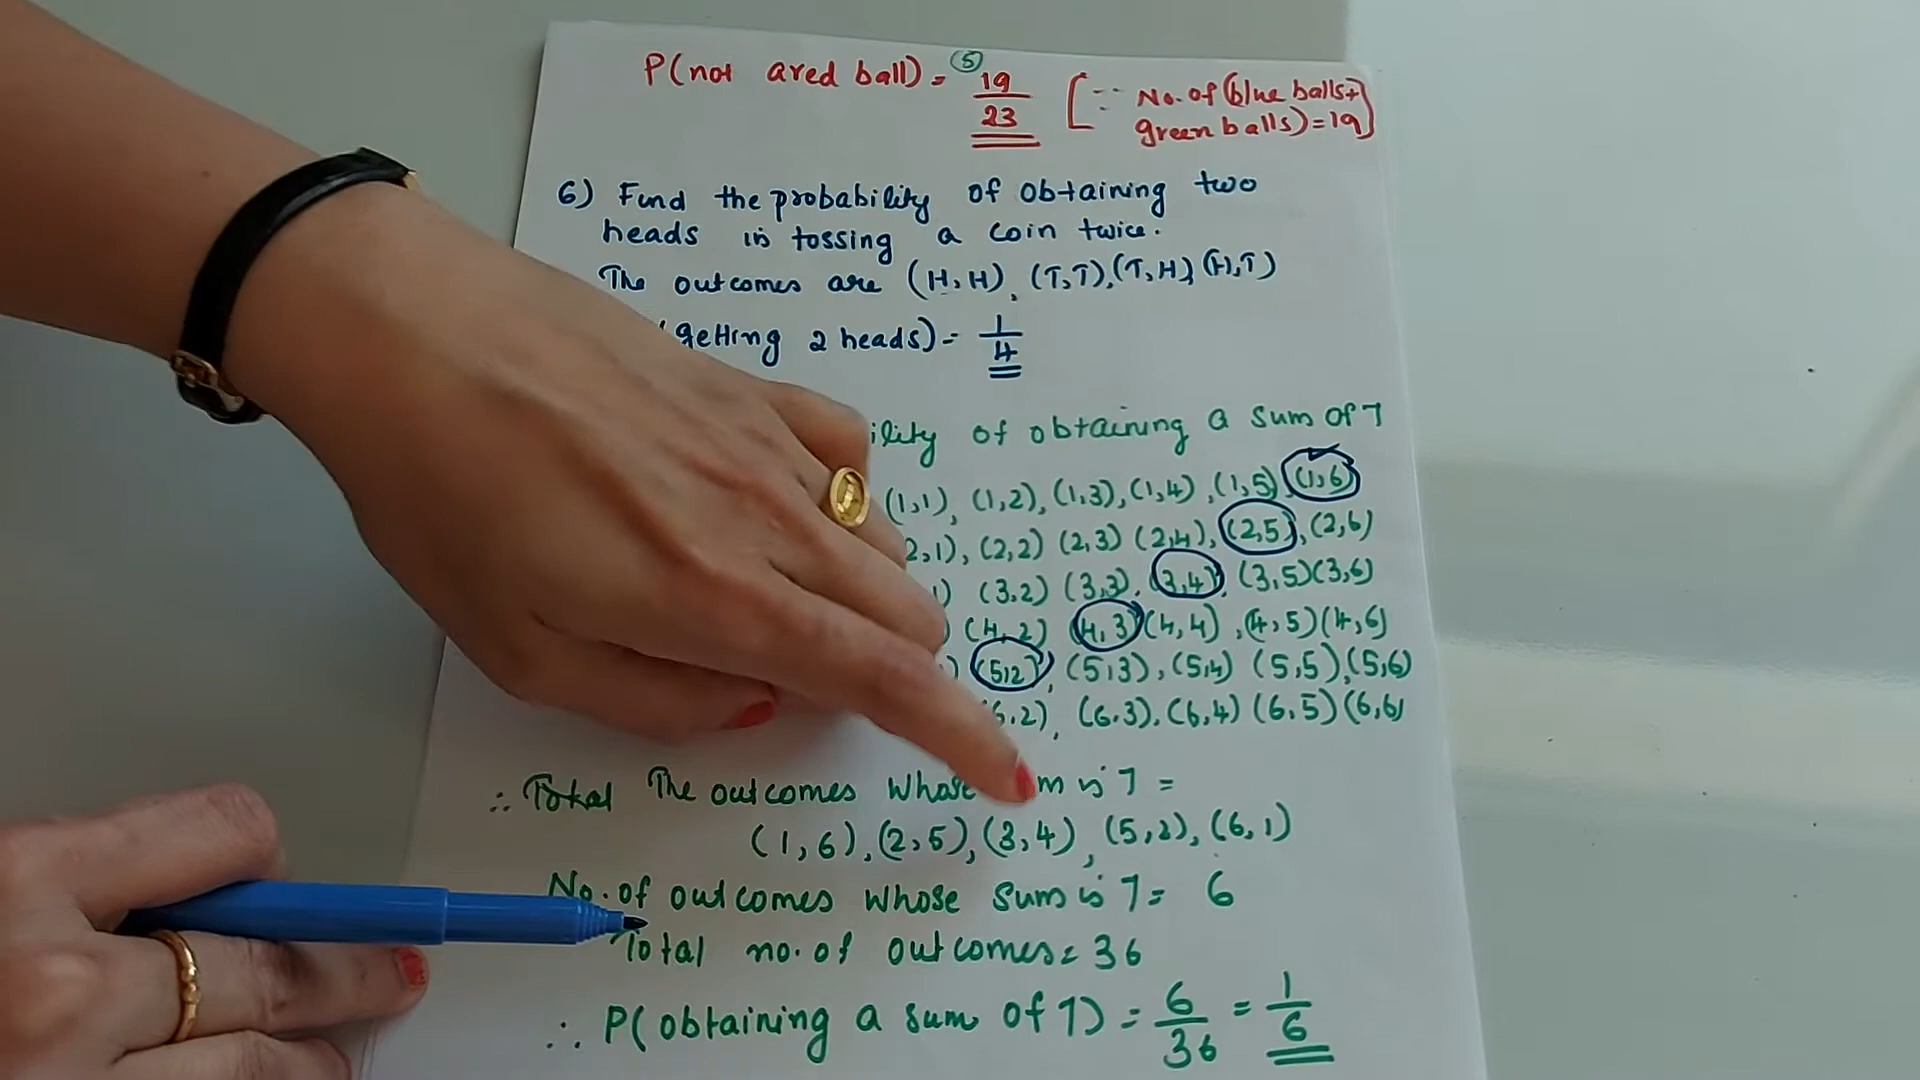 5
P(not a red ball) = 19/23 [∵ No. of (blue balls+
green balls) = 19]
6) Find the probability of obtaining two
heads in tossing a coin twice.
The outcomes are (H,H), (T,T), (T,H), (H,T)
getting 2 heads) = 1/4
ility of obtaining a sum of 7
(1,1), (1,2), (1,3), (1,4), (1,5), (1,6)
2,1), (2,2) (2,3) (2,4), (2,5), (2,6)
1) (3,2) (3,3), (3,4), (3,5) (3,6)
) (4,2) (4,3) (4,4), (4,5) (4,6)
) (5,2), (5,3), (5,4) (5,5), (5,6)
6,2), (6,3), (6,4) (6,5) (6,6)
∴ Total The outcomes whose m is 7 =
(1,6), (2,5), (3,4), (5,2), (6,1)
No. of outcomes whose sum is 7 = 6
Total no. of outcomes = 36
∴ P(obtaining a sum of 7) = 6/36 = 1/6